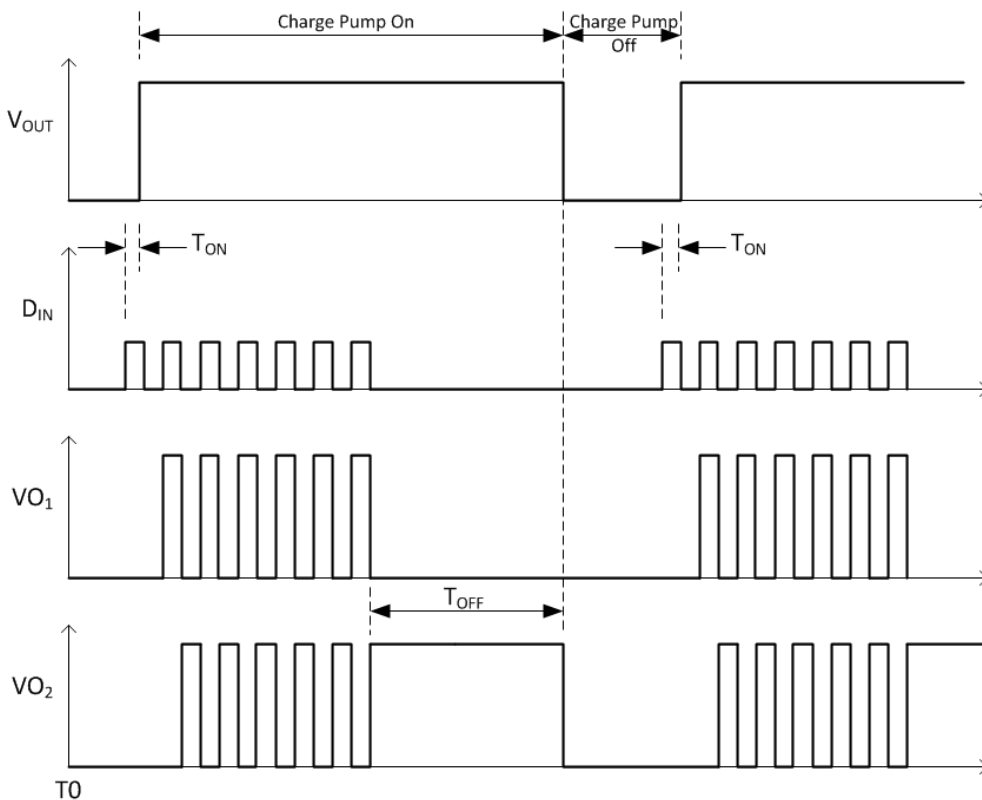 Charge Pump On
Charge Pump
Off
VOUT
TON
TON
DIN
VO1
TOFF
VO2
T0